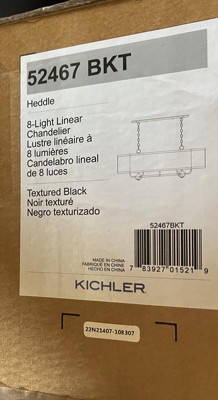 52467 BKT
Heddle
8-Light Linear
Chandelier
Lustre linéaire à
8 lumières
Candelabro lineal
de 8 luces
Textured Black
Noir texturé
Negro texturizado
52467BKT
MADE IN CHINA
FABRIQUÉ EN CHINE
HECHO EN CHINA
7 83927 01521 9
KICHLER
22N21407-108307